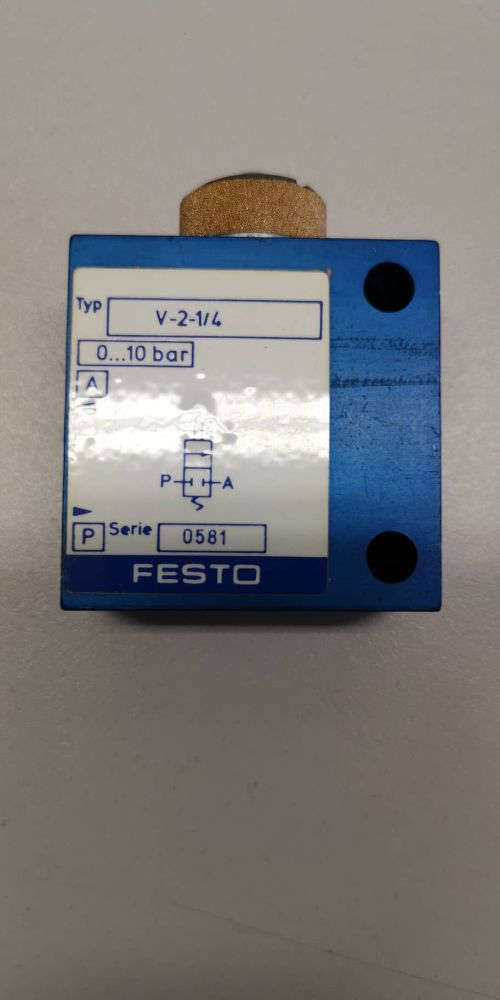 Typ V-2-1/4
0...10 bar
A
P A
P Serie 0581
FESTO